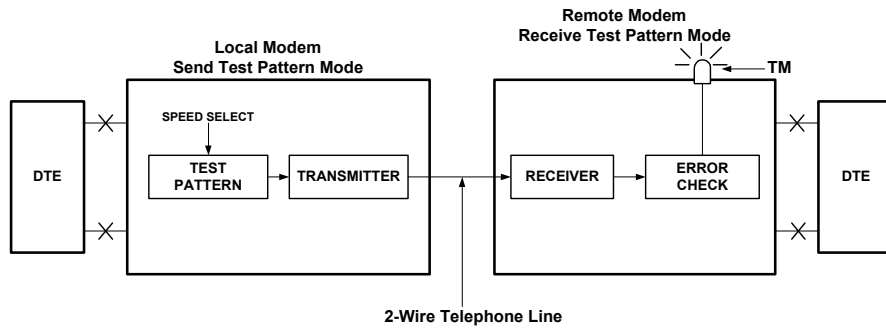 Remote Modem
Receive Test Pattern Mode
Local Modem
Send Test Pattern Mode
TM
SPEED SELECT
DTE
TEST
PATTERN
TRANSMITTER
RECEIVER
ERROR
CHECK
DTE
2-Wire Telephone Line